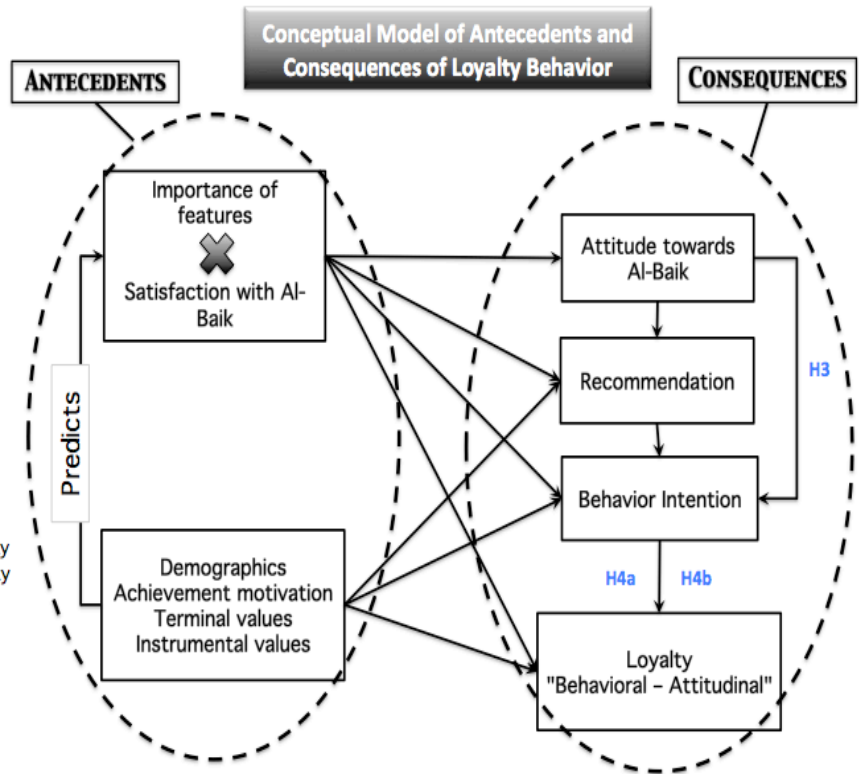 Conceptual Model of Antecedents and
Consequences of Loyalty Behavior
ANTECEDENTS
CONSEQUENCES
Importance of
features
Satisfaction with Al-
Baik
Attitude towards
Al-Baik
Recommendation
H3
Predicts
Behavior Intention
H4a
H4b
Demographics
Achievement motivation
Terminal values
Instrumental values
Loyalty
"Behavioral – Attitudinal"